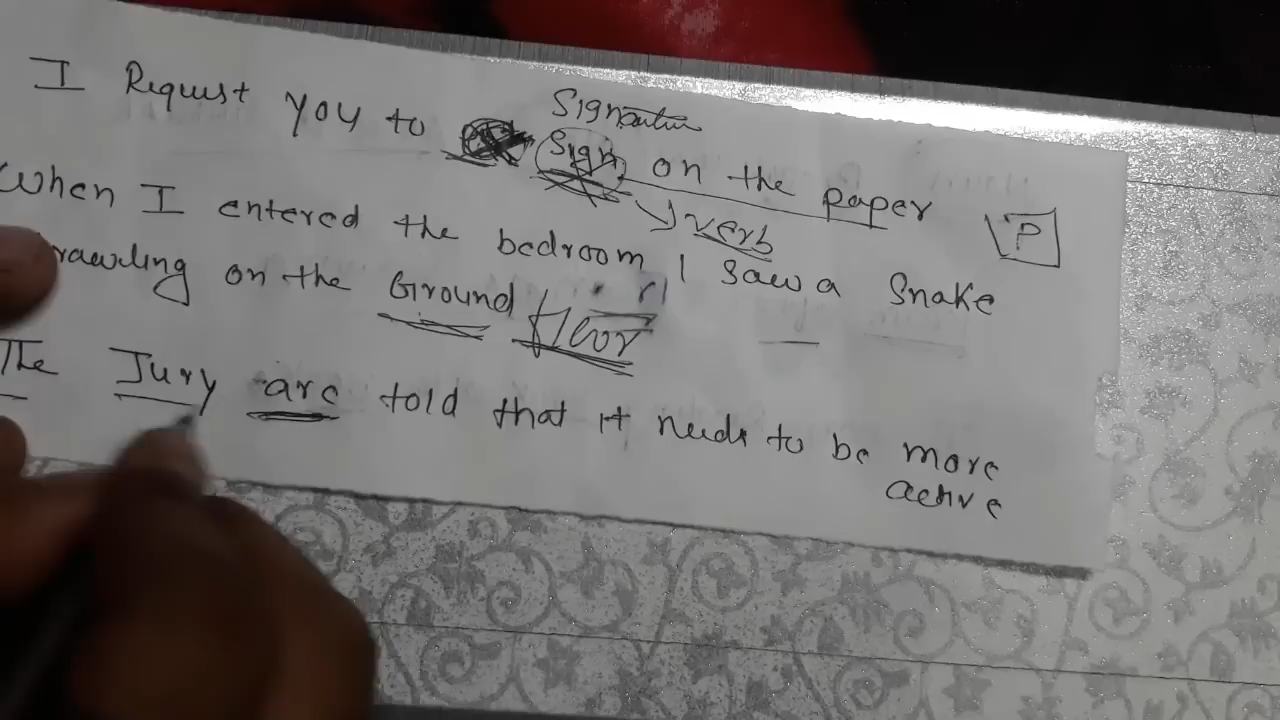 I Request you to Sign on the paper
Signature
verb
P
When I entered the bedroom I saw a Snake
rawling on the Ground / floor
The Jury are told that it needs to be more
active